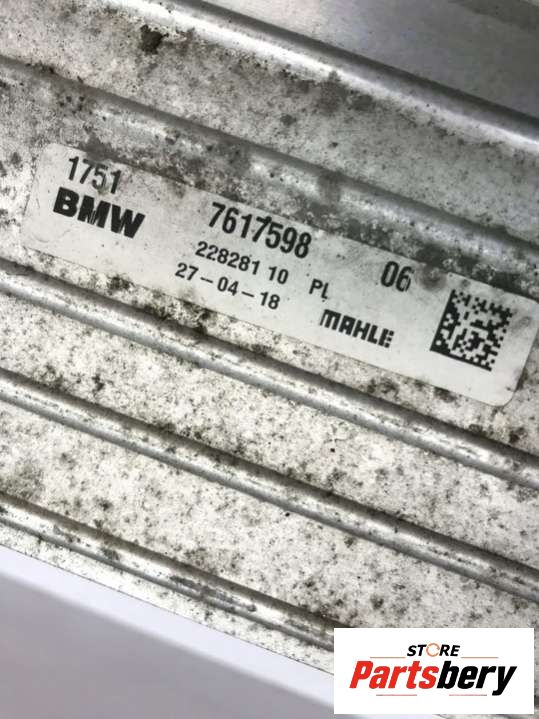 1751
BMW 7617598 06
228281 10 PL
27-04-18 MAHLE
STORE
Partsbery